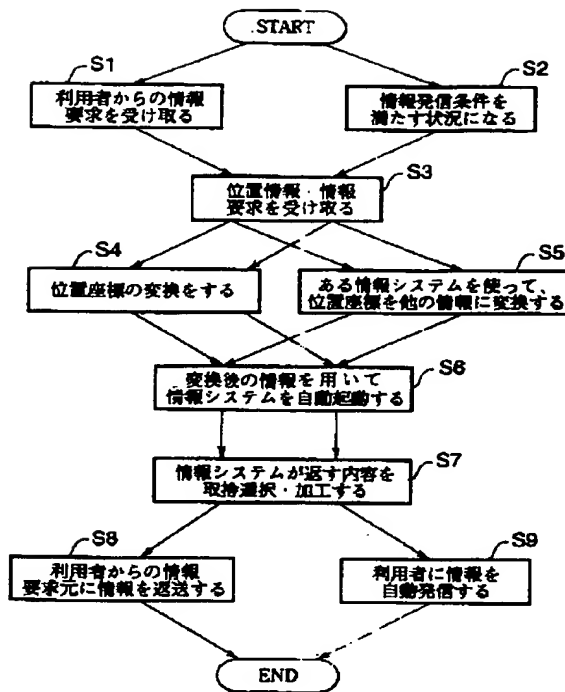 START
S1
利用者からの情報
要求を受け取る
S2
情報発信条件を
満たす状況になる
S3
位置情報・情報
要求を受け取る
S4
位置座標の変換をする
S5
ある情報システムを使って、
位置座標を他の情報に変換する
S6
変換後の情報を用いて
情報システムを自動起動する
S7
情報システムが返す内容を
取捨選択・加工する
S8
利用者からの情報
要求元に情報を返送する
S9
利用者に情報を
自動発信する
END